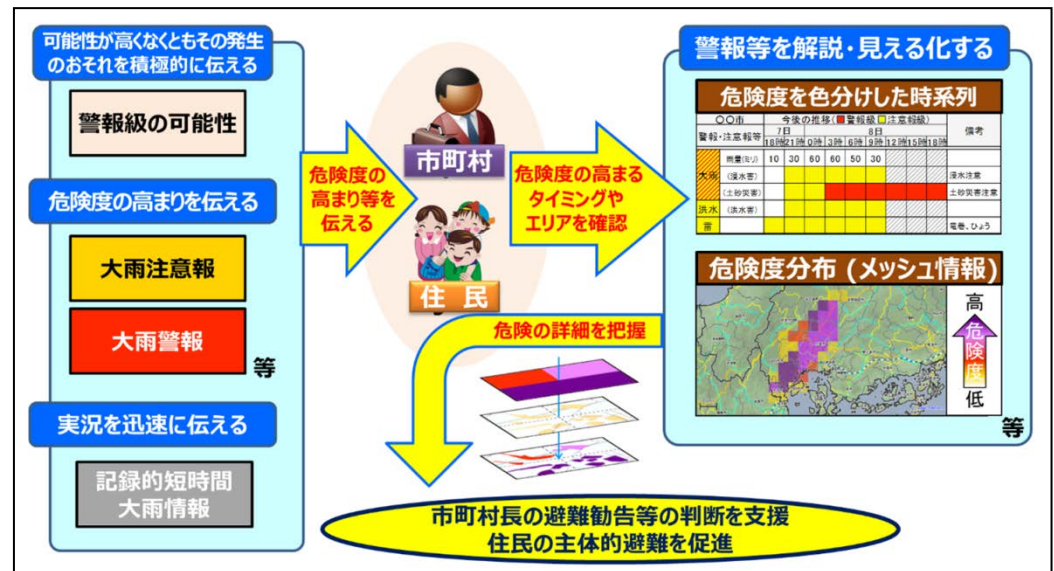 可能性が高くなくともその発生
のおそれを積極的に伝える
警報級の可能性
危険度の高まりを伝える
大雨注意報
大雨警報
等
実況を迅速に伝える
記録的短時間
大雨情報
危険度の
高まり等を
伝える
市町村
住民
危険度の高まる
タイミングや
エリアを確認
警報等を解説・見える化する
危険度を色分けした時系列
〇〇市 今後の推移(■警報級 □注意報級) 備考
警報・注意報等 7日 8日
18時 21時 0時 3時 6時 9時 12時 15時 18時
大雨 雨量(ミリ) 10 30 60 60 50 30
(浸水害) 浸水注意
(土砂災害) 土砂災害注意
洪水 (洪水害)
雷 竜巻、ひょう
危険度分布 (メッシュ情報)
高
危険度
低
等
危険の詳細を把握
市町村長の避難勧告等の判断を支援
住民の主体的避難を促進